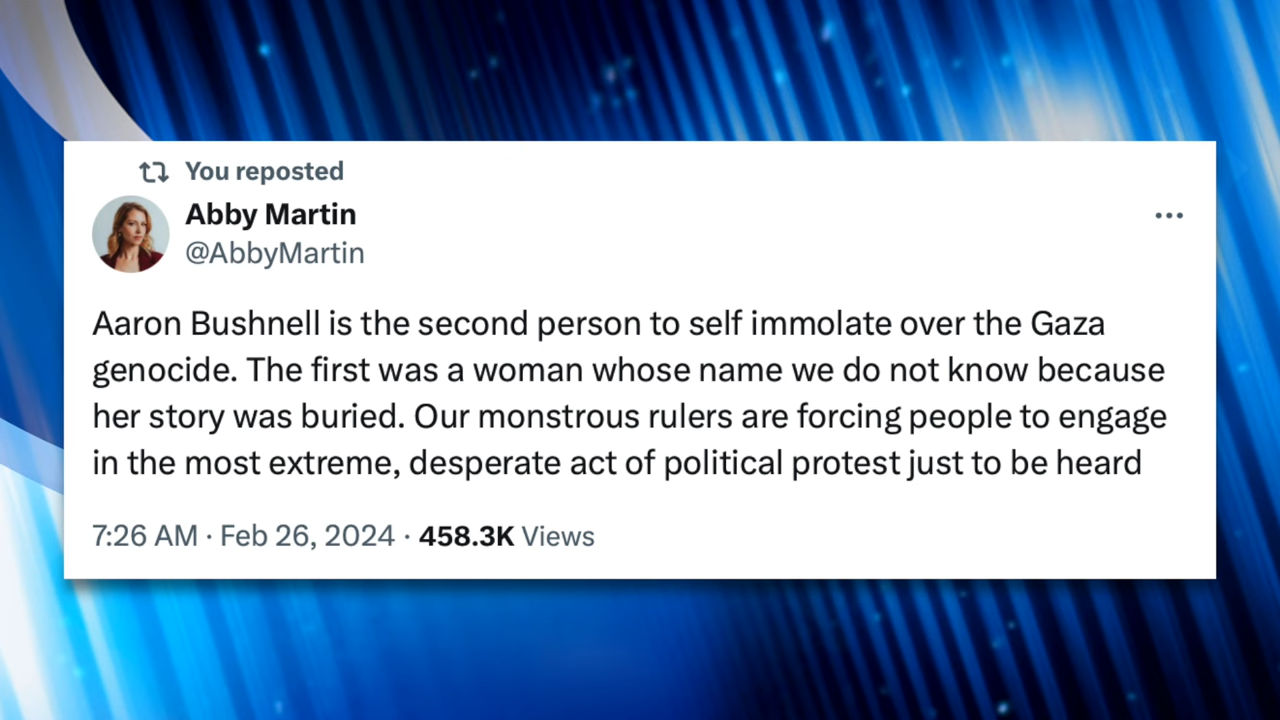 You reposted
Abby Martin
@AbbyMartin
Aaron Bushnell is the second person to self immolate over the Gaza
genocide. The first was a woman whose name we do not know because
her story was buried. Our monstrous rulers are forcing people to engage
in the most extreme, desperate act of political protest just to be heard
7:26 AM · Feb 26, 2024 · 458.3K Views